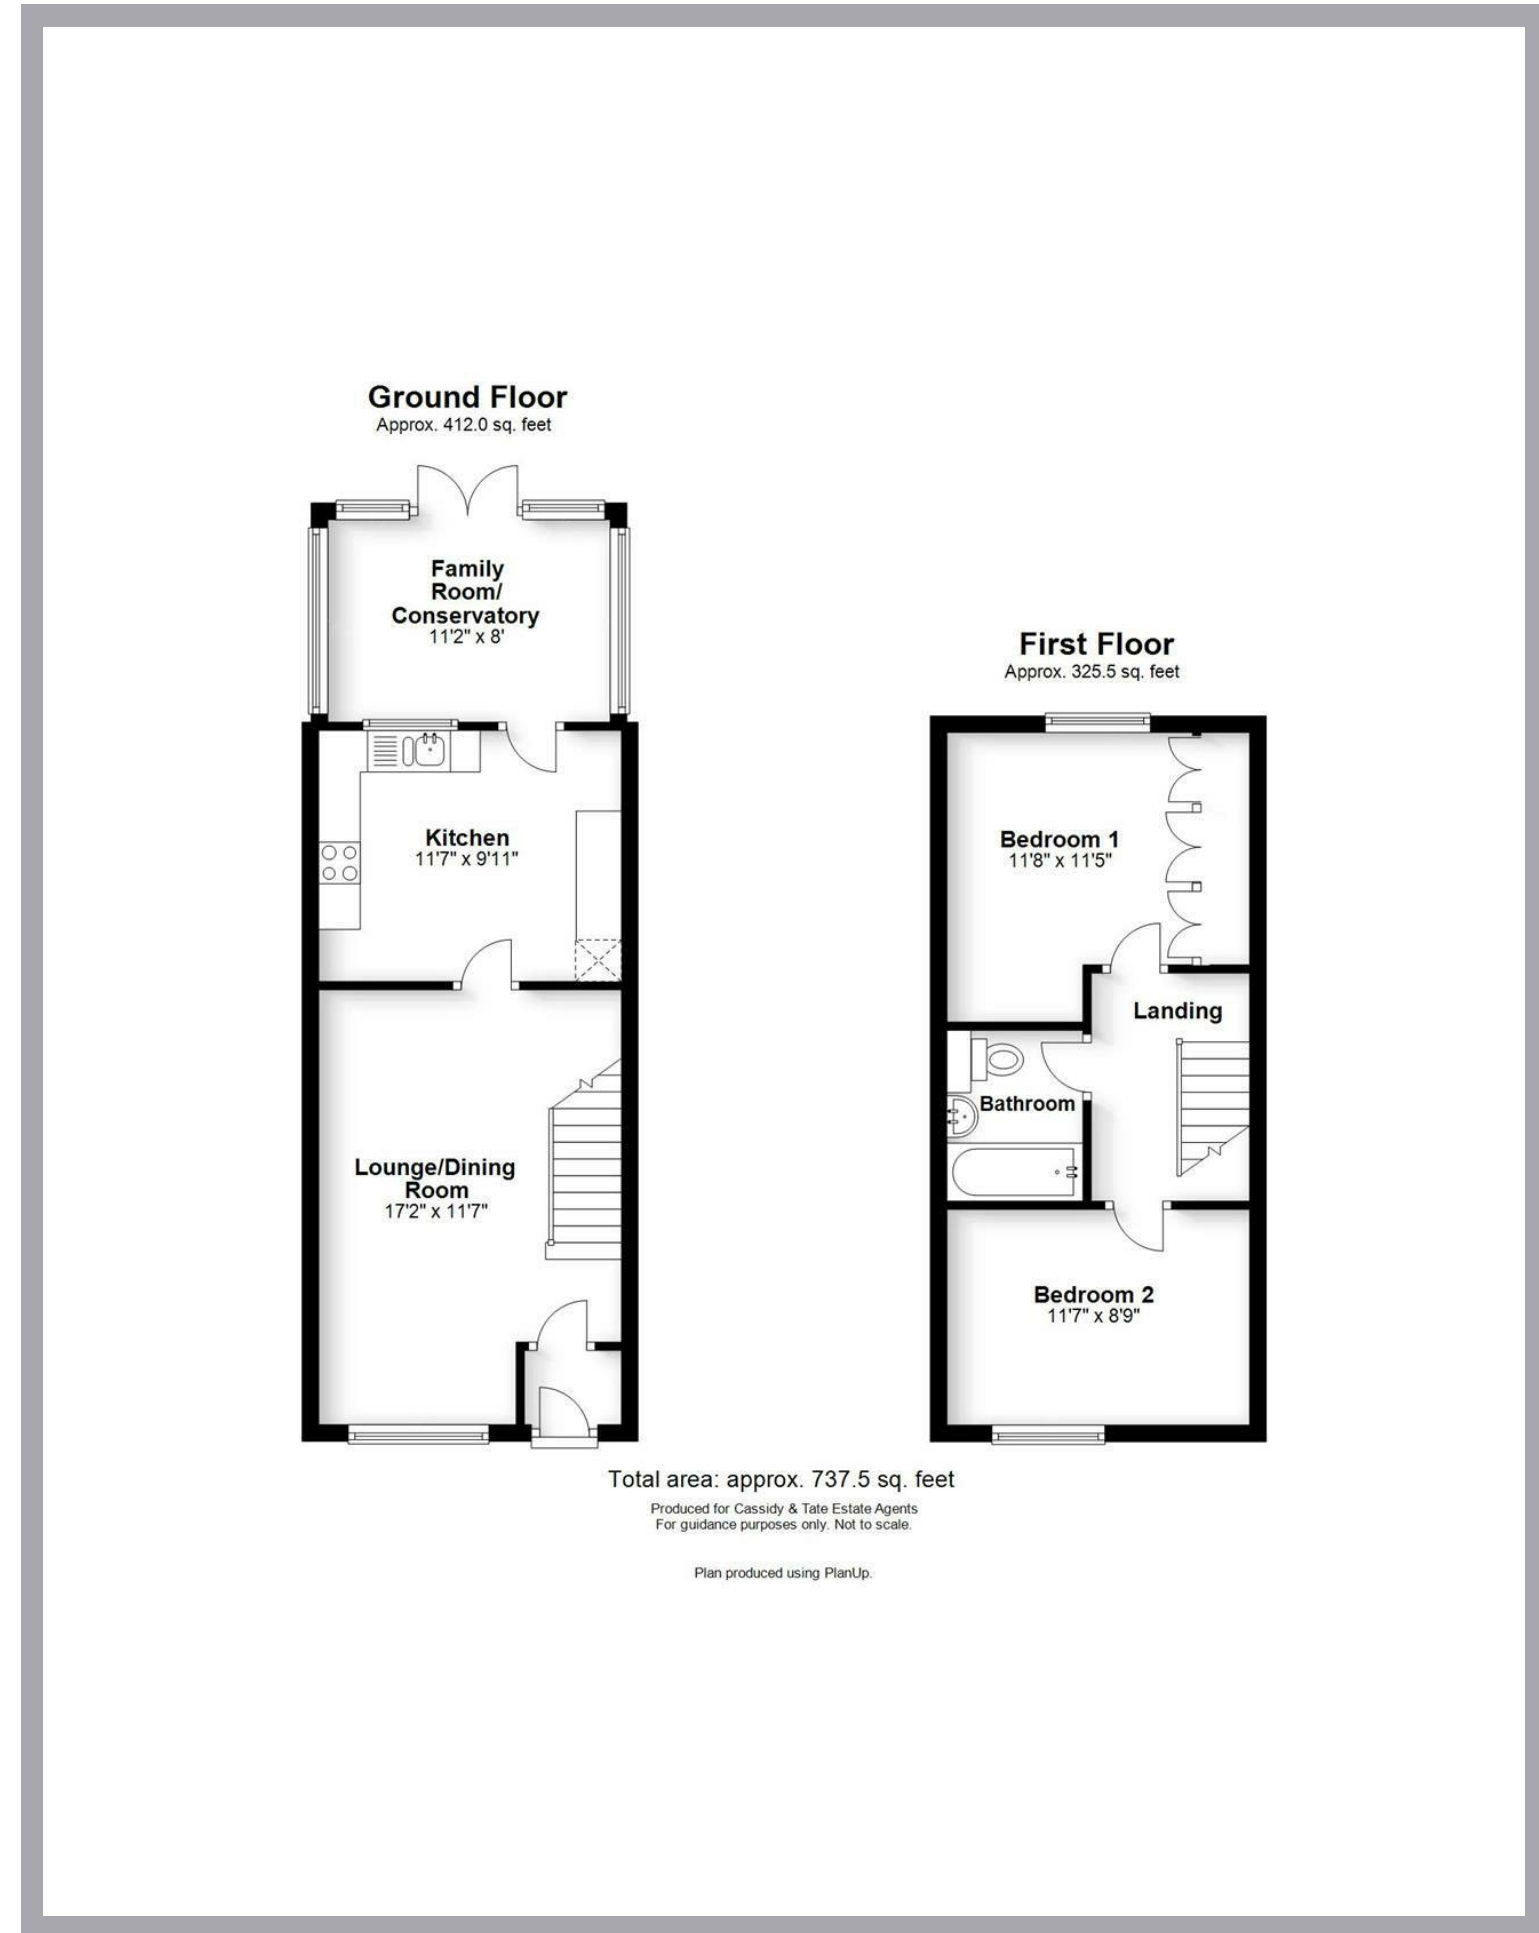 Ground Floor
Approx. 412.0 sq. feet
Family
Room/
Conservatory
11'2" x 8'
Kitchen
11'7" x 9'11"
Lounge/Dining
Room
17'2" x 11'7"
First Floor
Approx. 325.5 sq. feet
Bedroom 1
11'8" x 11'5"
Landing
Bathroom
Bedroom 2
11'7" x 8'9"
Total area: approx. 737.5 sq. feet
Produced for Cassidy & Tate Estate Agents
For guidance purposes only. Not to scale.
Plan produced using PlanUp.